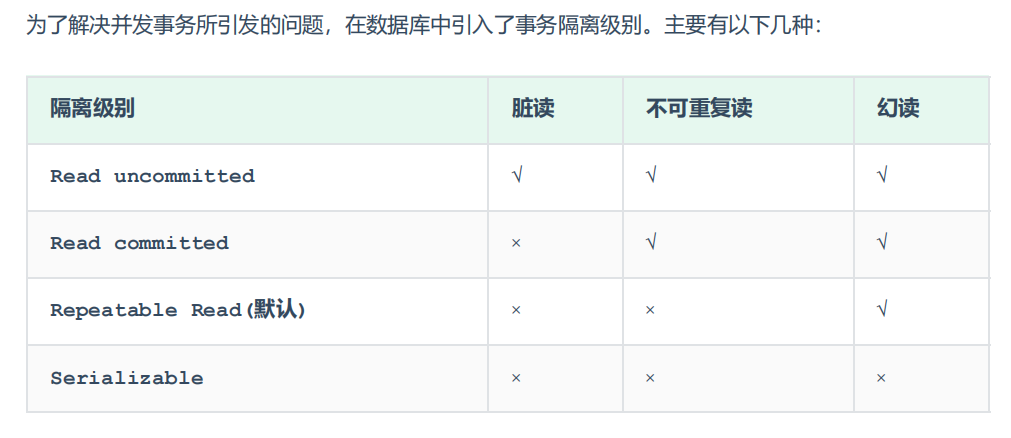 为了解决并发事务所引发的问题，在数据库中引入了事务隔离级别。主要有以下几种：
隔离级别 脏读 不可重复读 幻读
Read uncommitted √ √ √
Read committed × √ √
Repeatable Read(默认) × × √
Serializable × × ×